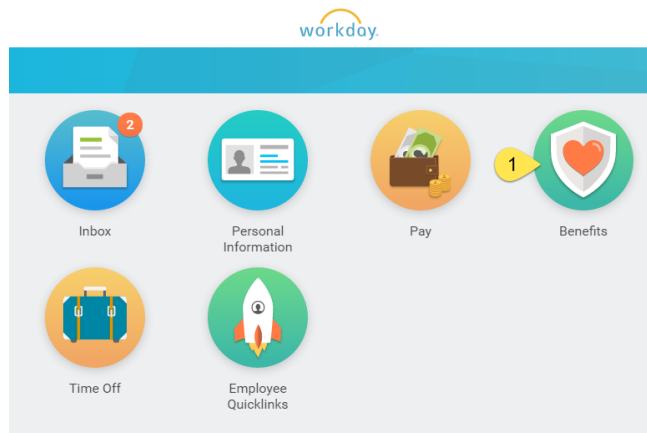 workday.
2
1
Inbox
Personal
Information
Pay
Benefits
Time Off
Employee
Quicklinks